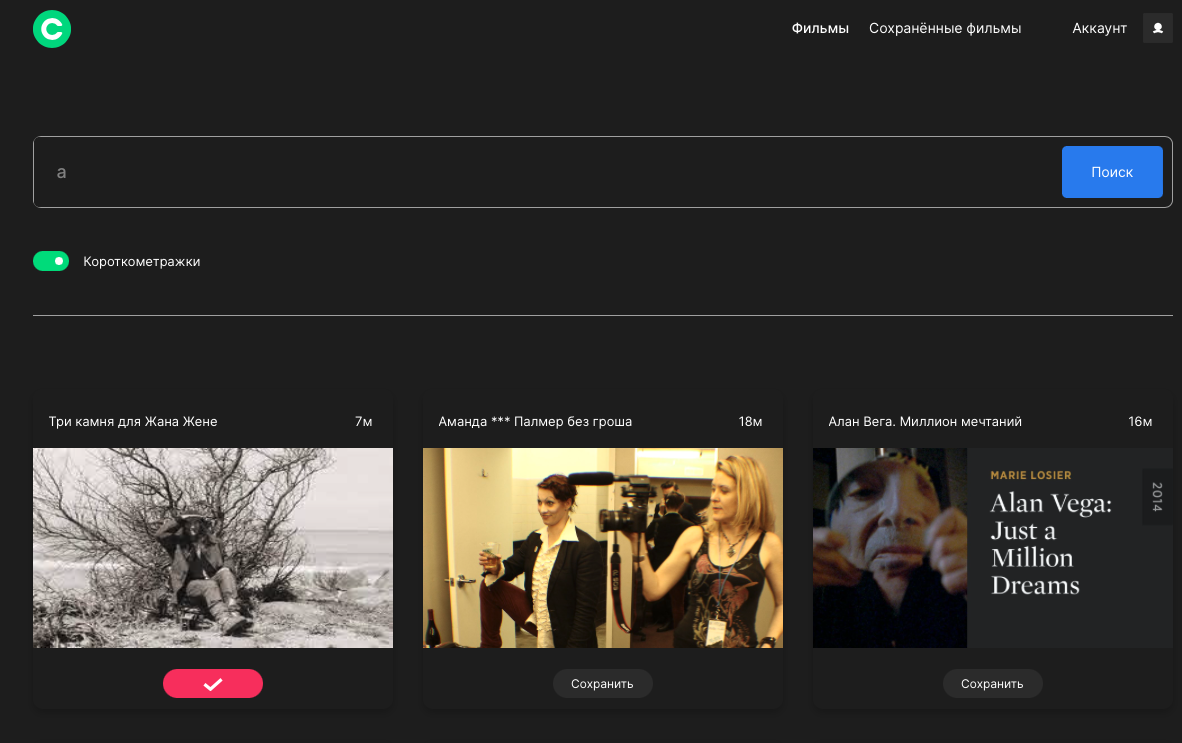 C
Фильмы
Сохранённые фильмы
Аккаунт
а
Поиск
Короткометражки
Три камня для Жана Жене
7м
Аманда *** Палмер без гроша
18м
Алан Вега. Миллион мечтаний
16м
MARIE LOSIER
Alan Vega:
Just a
Million
Dreams
2014
Сохранить
Сохранить